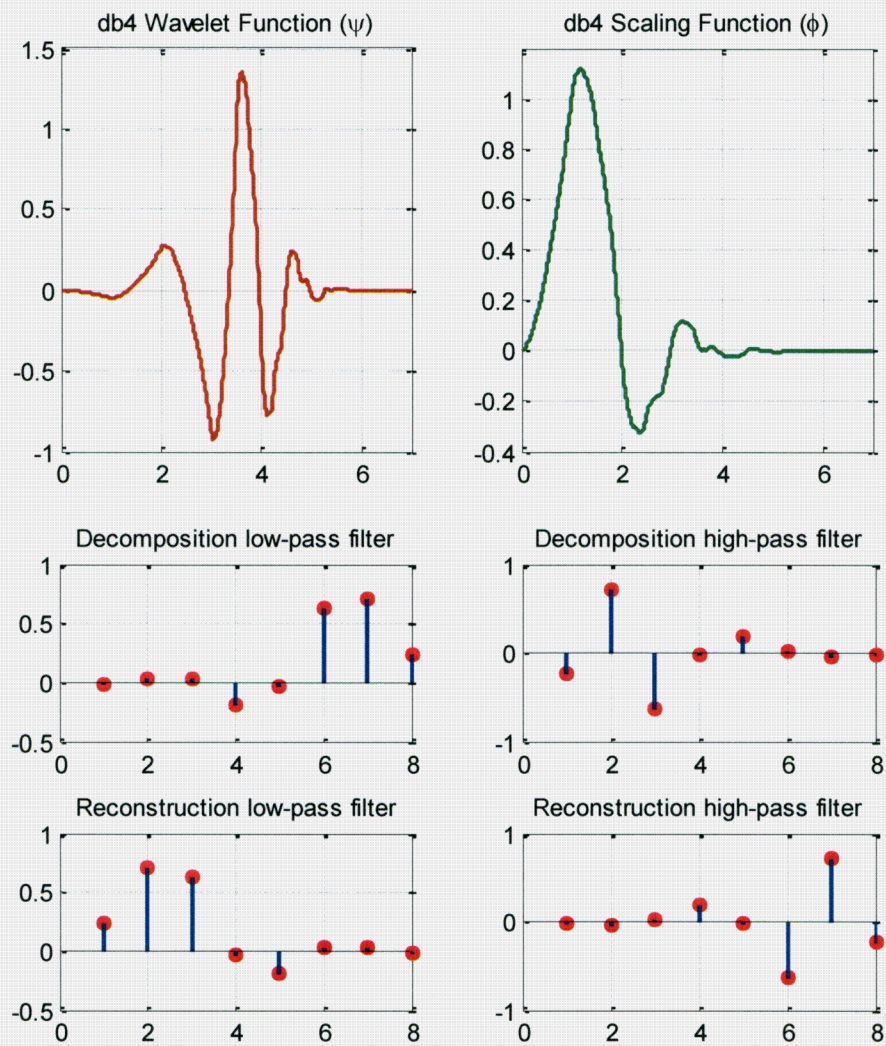 db4 Wavelet Function (ψ)
1.5
1
0.5
0
-0.5
-1
0 2 4 6
db4 Scaling Function (ϕ)
1
0.8
0.6
0.4
0.2
0
-0.2
-0.4
0 2 4 6
Decomposition low-pass filter
1
0.5
0
-0.5
0 2 4 6 8
Decomposition high-pass filter
1
0
-1
0 2 4 6 8
Reconstruction low-pass filter
1
0.5
0
-0.5
0 2 4 6 8
Reconstruction high-pass filter
1
0
-1
0 2 4 6 8